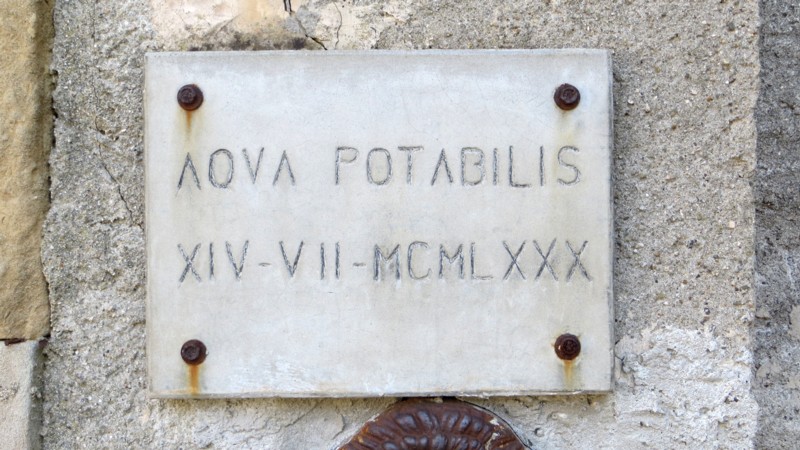 AQVA POTABILIS
XIV-VII-MCMLXXX